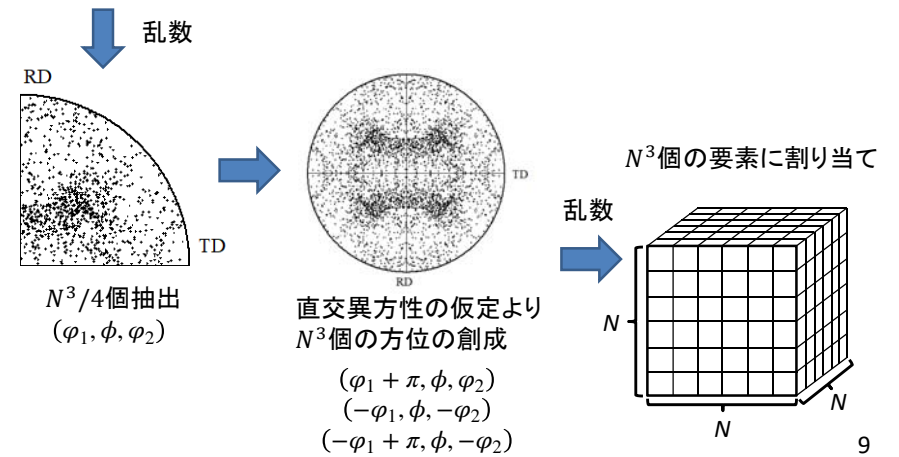 乱数
RD
TD
N³/4個抽出
(φ₁, ϕ, φ₂)
TD
RD
直交異方性の仮定より
N³個の方位の創成
(φ₁ + π, ϕ, φ₂)
(−φ₁, ϕ, −φ₂)
(−φ₁ + π, ϕ, −φ₂)
乱数
N³個の要素に割り当て
N
N
N
9